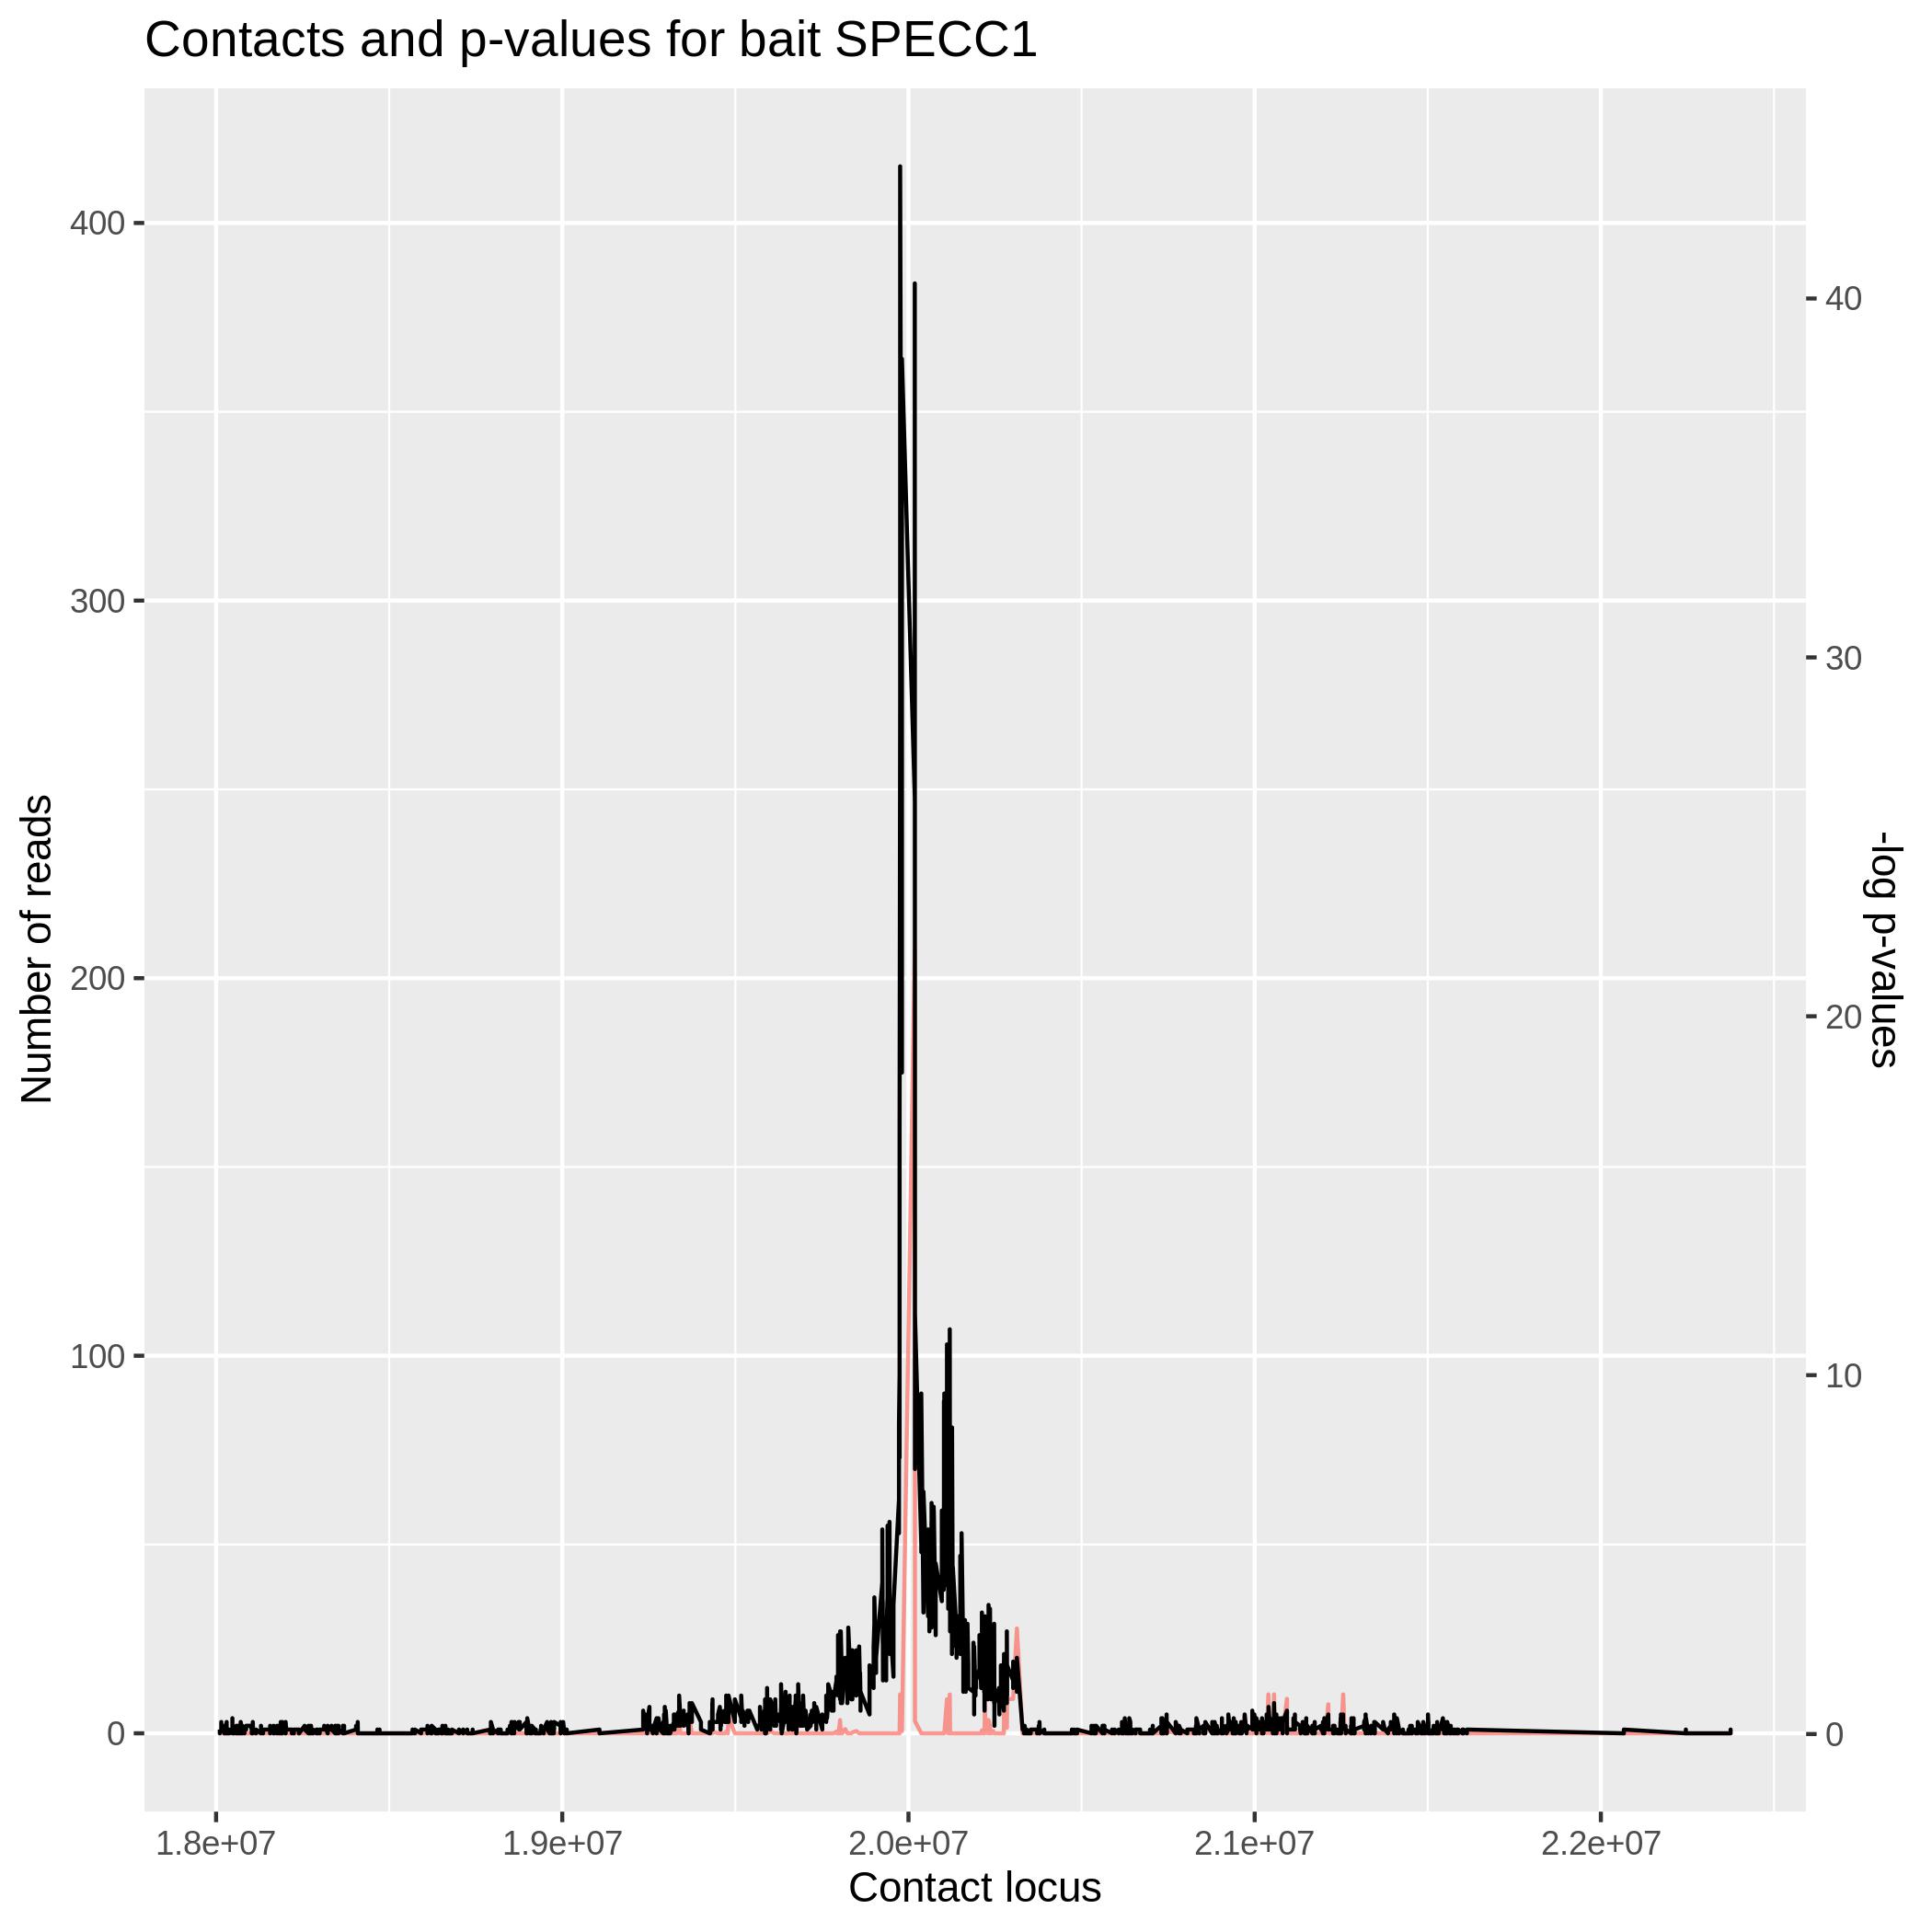 Contacts and p-values for bait SPECC1
400
300
200
100
0
Number of reads
40
30
20
10
0
-log p-values
1.8e+07 1.9e+07 2.0e+07 2.1e+07 2.2e+07
Contact locus